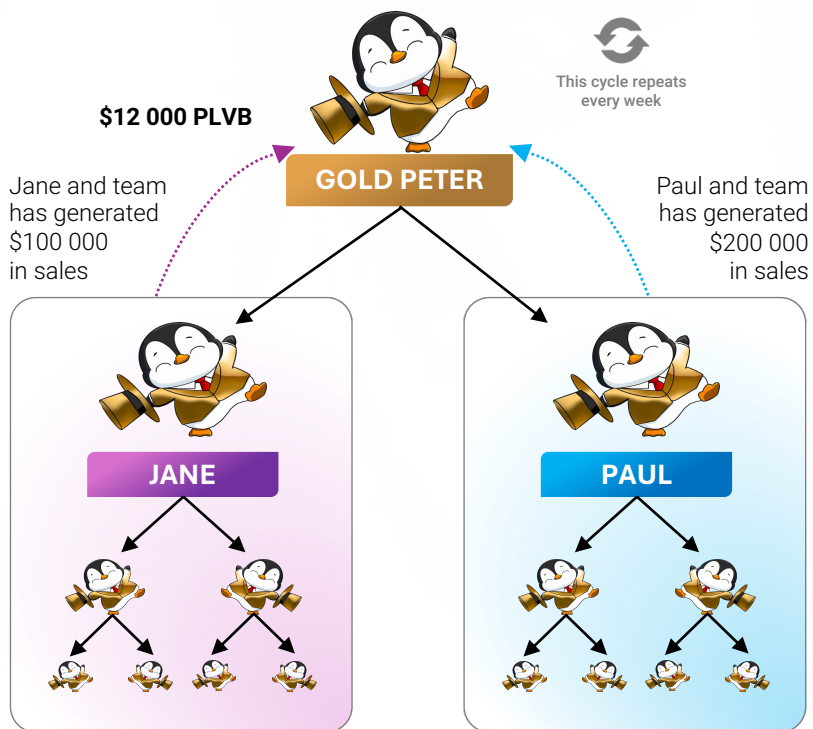 This cycle repeats
every week
$12 000 PLVB
GOLD PETER
Jane and team
has generated
$100 000
in sales
Paul and team
has generated
$200 000
in sales
JANE
PAUL